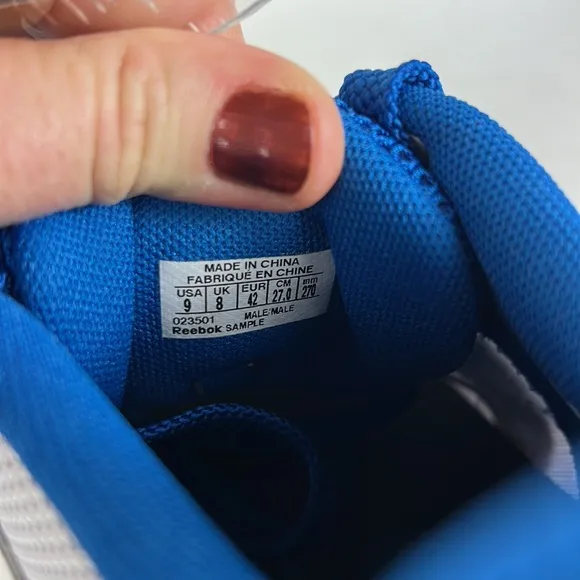 MADE IN CHINA
FABRIQUÉ EN CHINE
USA UK EUR CM mm
9 8 42 27.0 270
023501 MALE/MALE
Reebok SAMPLE